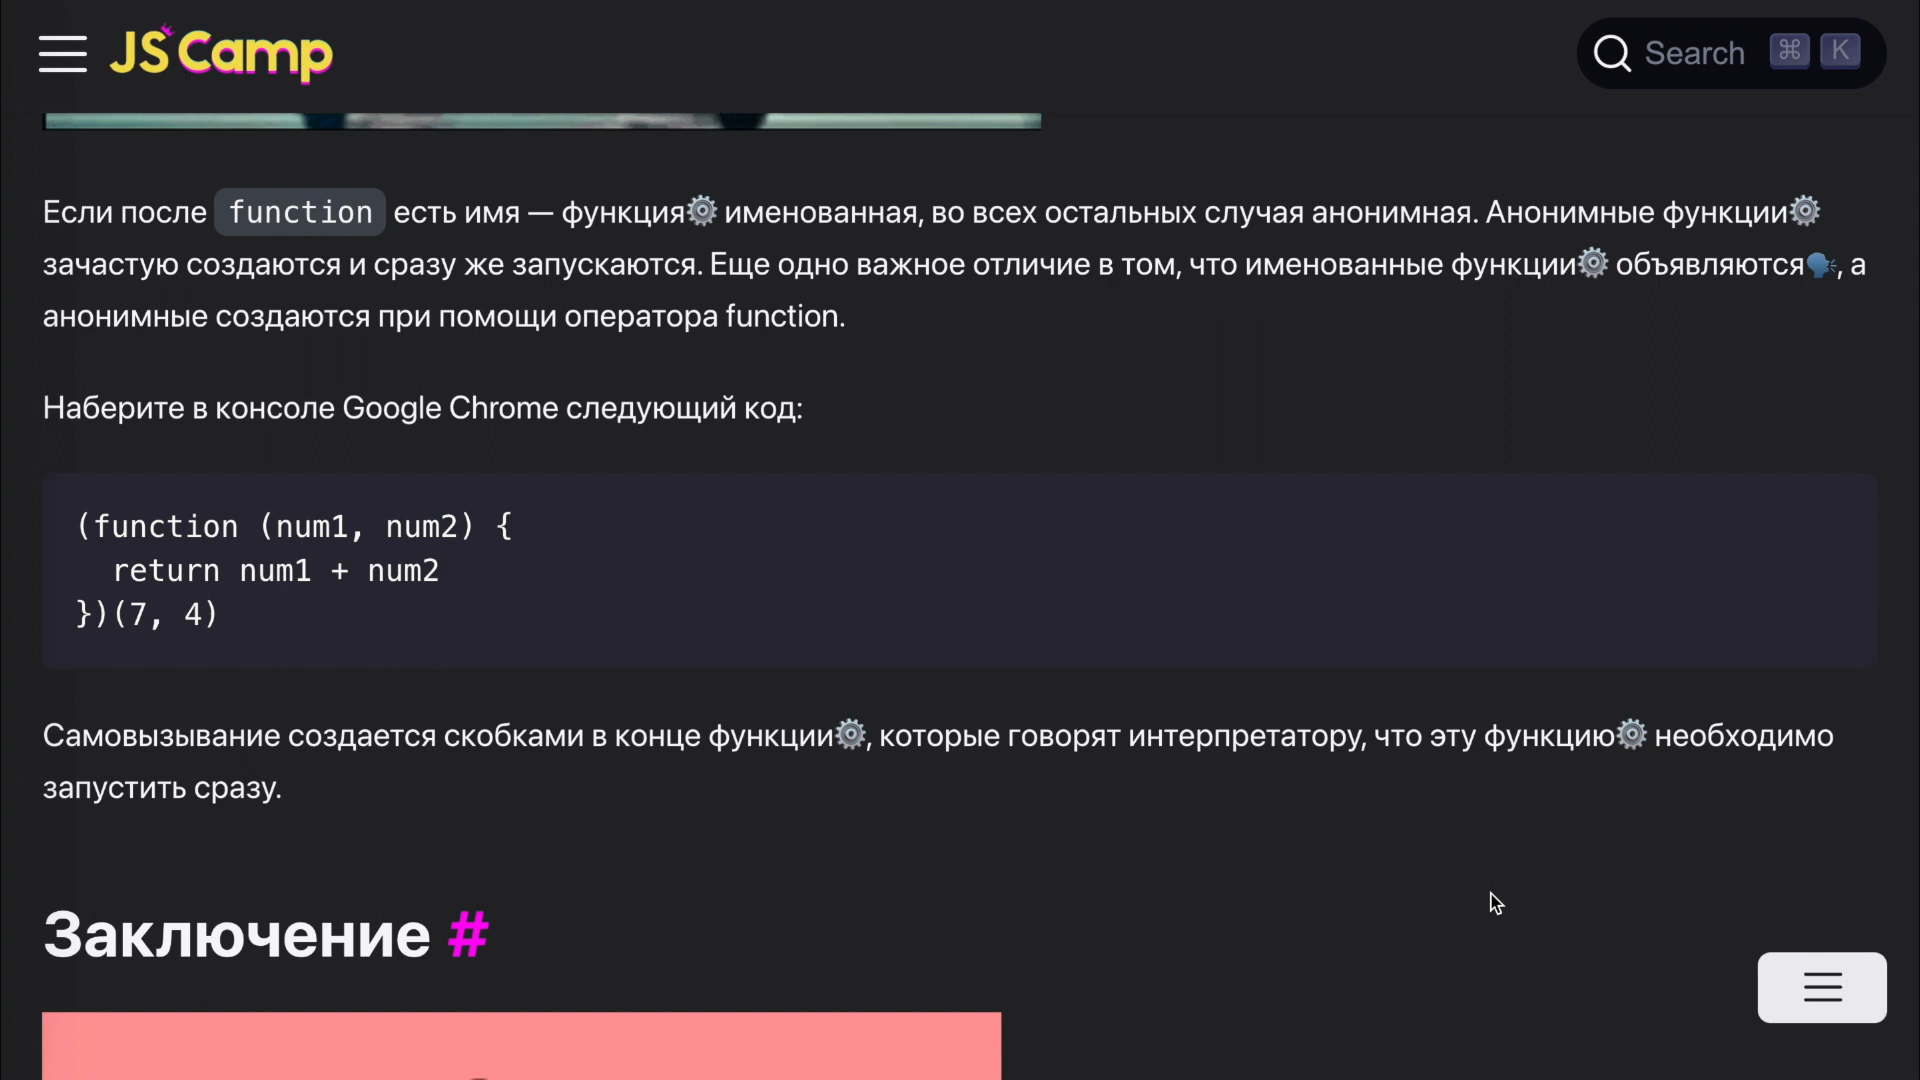 JS Camp
Search ⌘ K
Если после function есть имя — функция⚙️ именованная, во всех остальных случая анонимная. Анонимные функции⚙️
зачастую создаются и сразу же запускаются. Еще одно важное отличие в том, что именованные функции⚙️ объявляются🗣, а
анонимные создаются при помощи оператора function.
Наберите в консоле Google Chrome следующий код:
(function (num1, num2) {
  return num1 + num2
})(7, 4)
Самовызывание создается скобками в конце функции⚙️, которые говорят интерпретатору, что эту функцию⚙️ необходимо
запустить сразу.
Заключение #